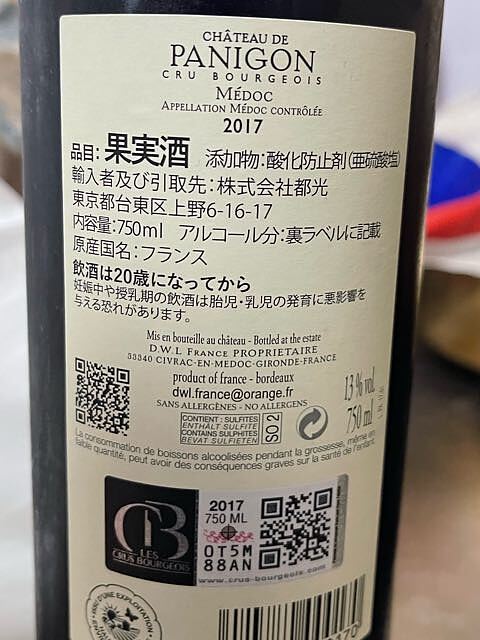 CHÂTEAU DE
PANIGON
CRU BOURGEOIS
MÉDOC
APPELLATION MÉDOC CONTRÔLÉE
2017
品目:果実酒 添加物:酸化防止剤(亜硫酸塩)
輸入者及び引取先:株式会社都光
東京都台東区上野6-16-17
内容量:750ml アルコール分:裏ラベルに記載
原産国名:フランス
飲酒は20歳になってから
妊娠中や授乳期の飲酒は胎児・乳児の発育に悪影響を
与える恐れがあります。
Mis en bouteille au château - Bottled at the estate
D.W.L FRANCE PROPRIETAIRE
33340 CIVRAC-EN-MEDOC-GIRONDE-FRANCE
product of france - bordeaux
dwl.france@orange.fr
SANS ALLERGÈNES - NO ALLERGENS
13 % vol
750 ml
CONTIENT : SULFITES
ENTHÄLT SULFITE
CONTAINS SULPHITES
BEVAT SULFIETEN
SO2
La consommation de boissons alcoolisées pendant la grossesse, même en
faible quantité, peut avoir des conséquences graves sur la santé de l'enfant.
CB
LES
CRUS BOURGEOIS
2017
750 ML
OT5M
88AN
www.crus-bourgeois.com
D'UNE EXPLOITATION